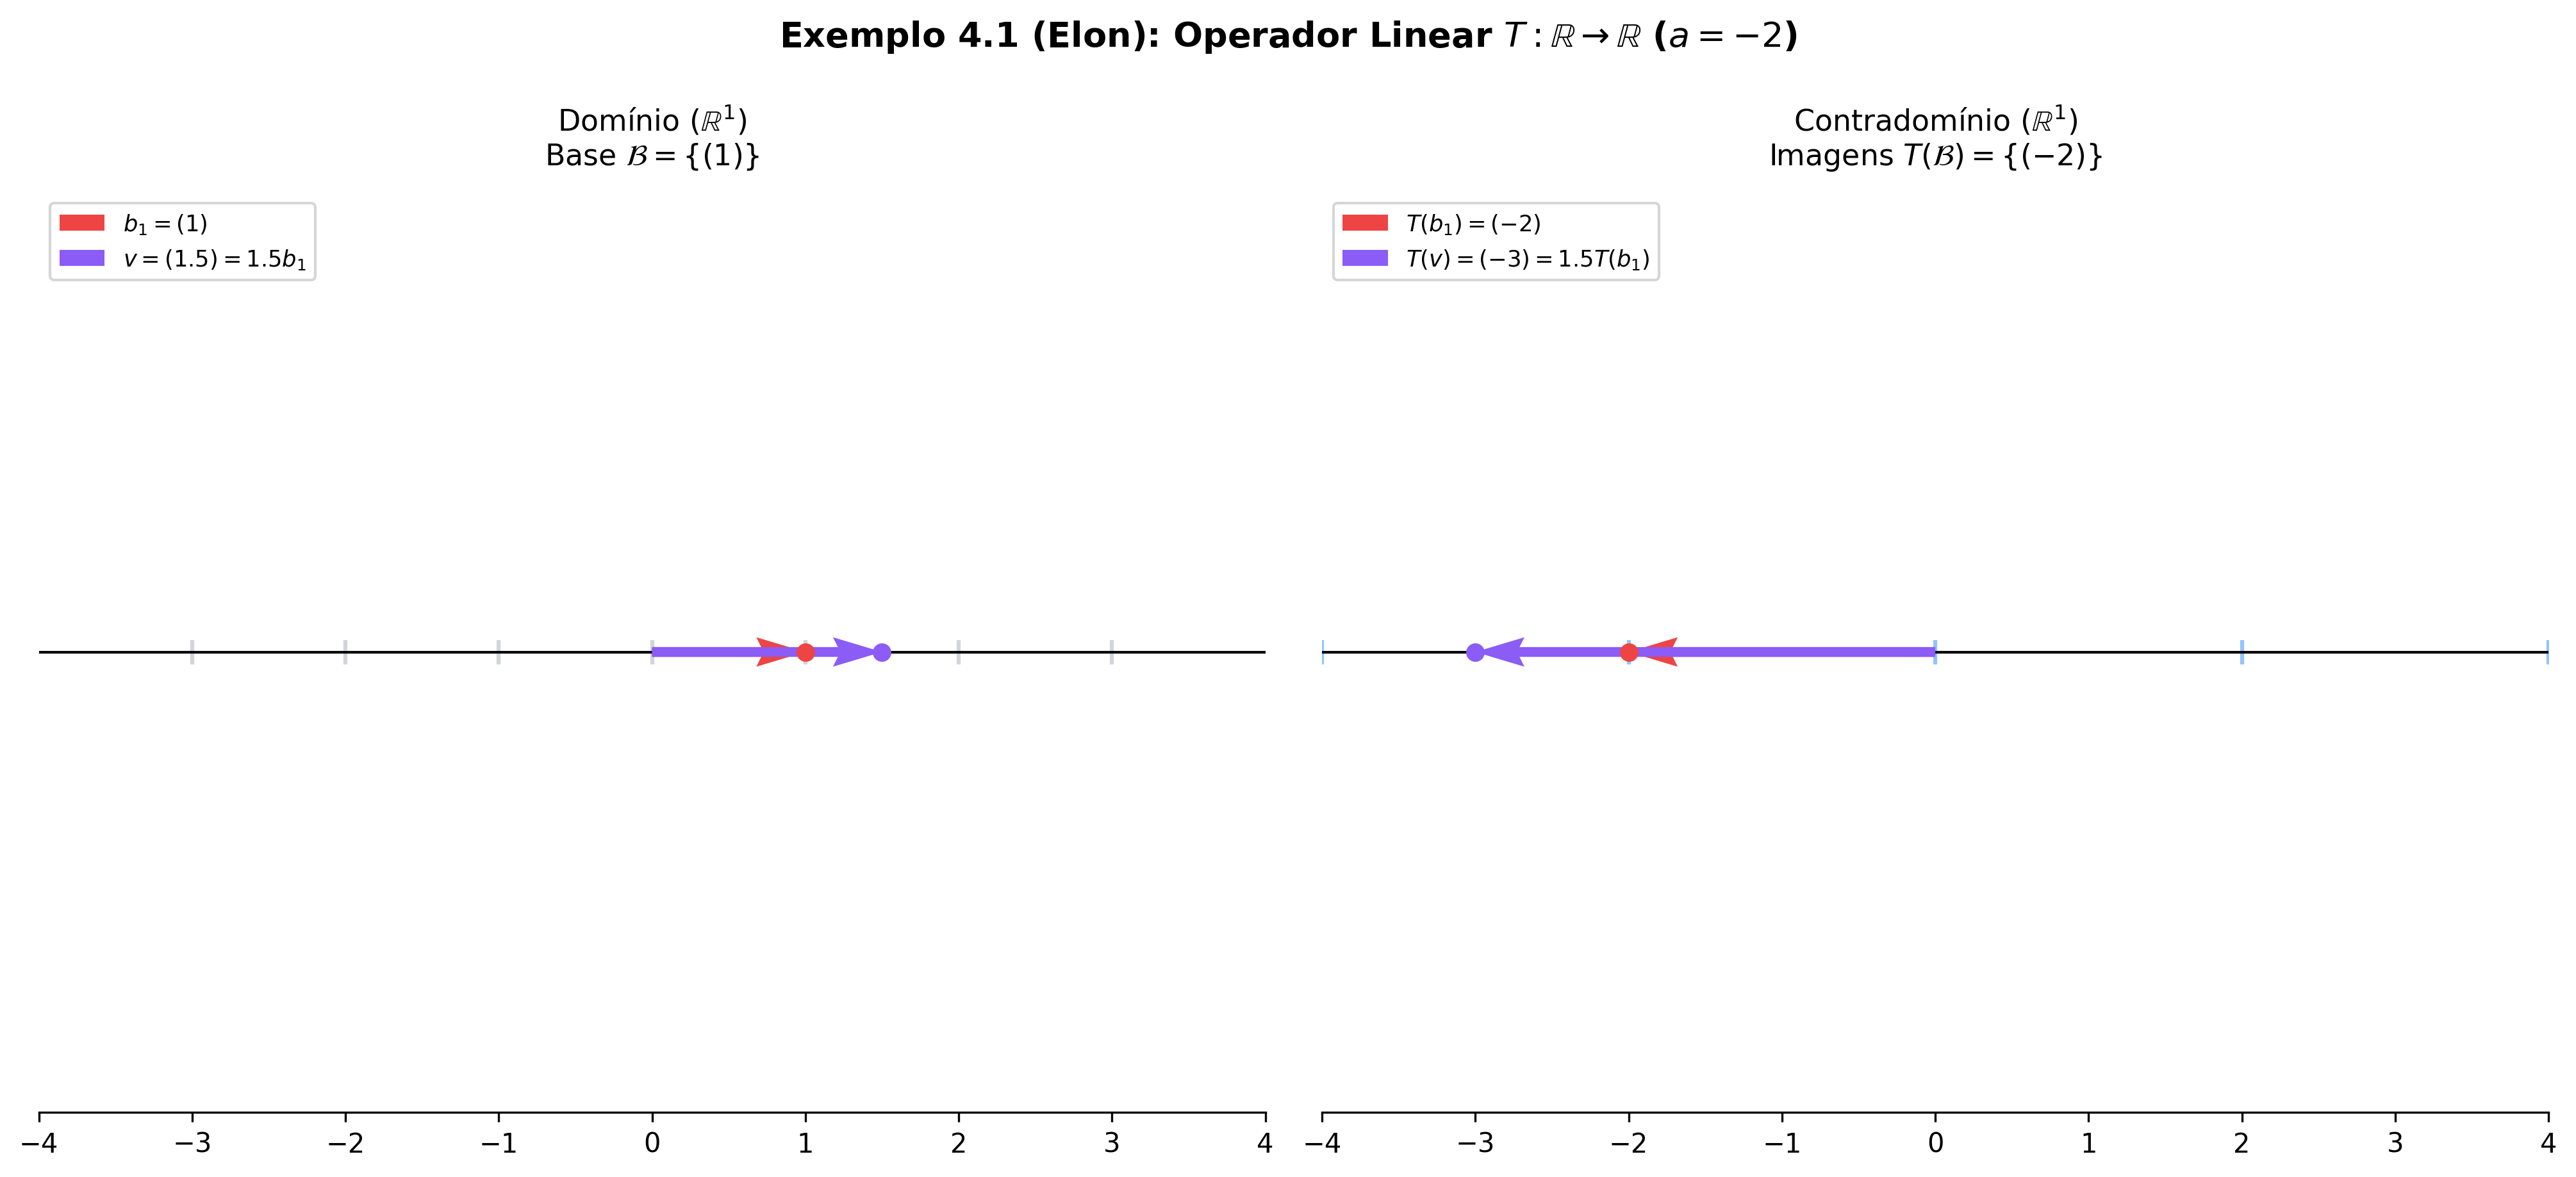 Exemplo 4.1 (Elon): Operador Linear T : ℝ → ℝ (a = −2)
Domínio (ℝ¹)
Base ℬ = {(1)}
b₁ = (1)
v = (1.5) = 1.5b₁
−4 −3 −2 −1 0 1 2 3 4
Contradomínio (ℝ¹)
Imagens T(ℬ) = {(−2)}
T(b₁) = (−2)
T(v) = (−3) = 1.5T(b₁)
−4 −3 −2 −1 0 1 2 3 4